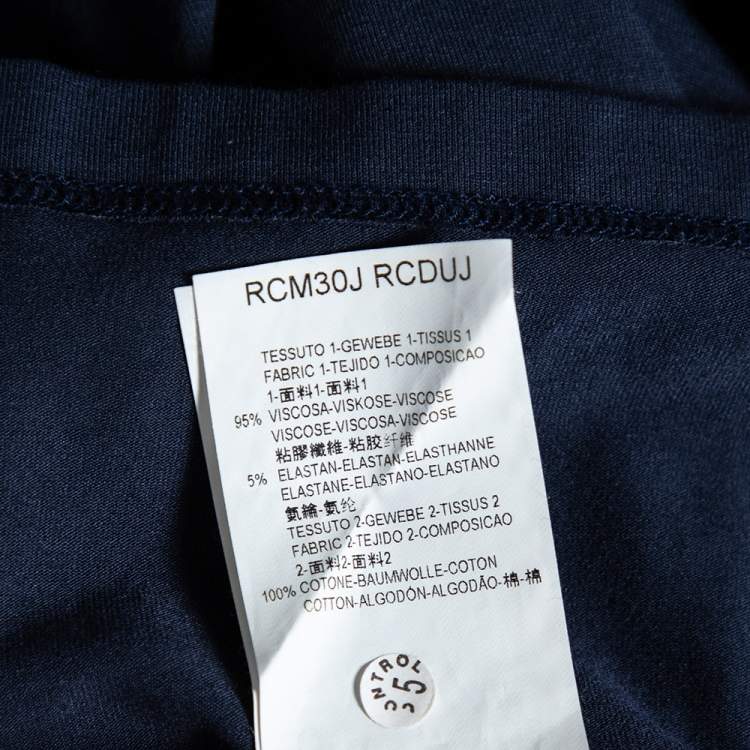 RCM30J RCDUJ
TESSUTO 1-GEWEBE 1-TISSUS 1
FABRIC 1-TEJIDO 1-COMPOSICAO
1-面料1-面料1
95% VISCOSA-VISKOSE-VISCOSE
VISCOSE-VISCOSA-VISCOSE
粘膠纖維-粘胶纤维
5% ELASTAN-ELASTAN-ELASTHANNE
ELASTANE-ELASTANO-ELASTANO
氨綸-氨纶
TESSUTO 2-GEWEBE 2-TISSUS 2
FABRIC 2-TEJIDO 2-COMPOSICAO
2-面料2-面料2
100% COTONE-BAUMWOLLE-COTON
COTTON-ALGODÓN-ALGODÃO-棉-棉
CONTROL
5